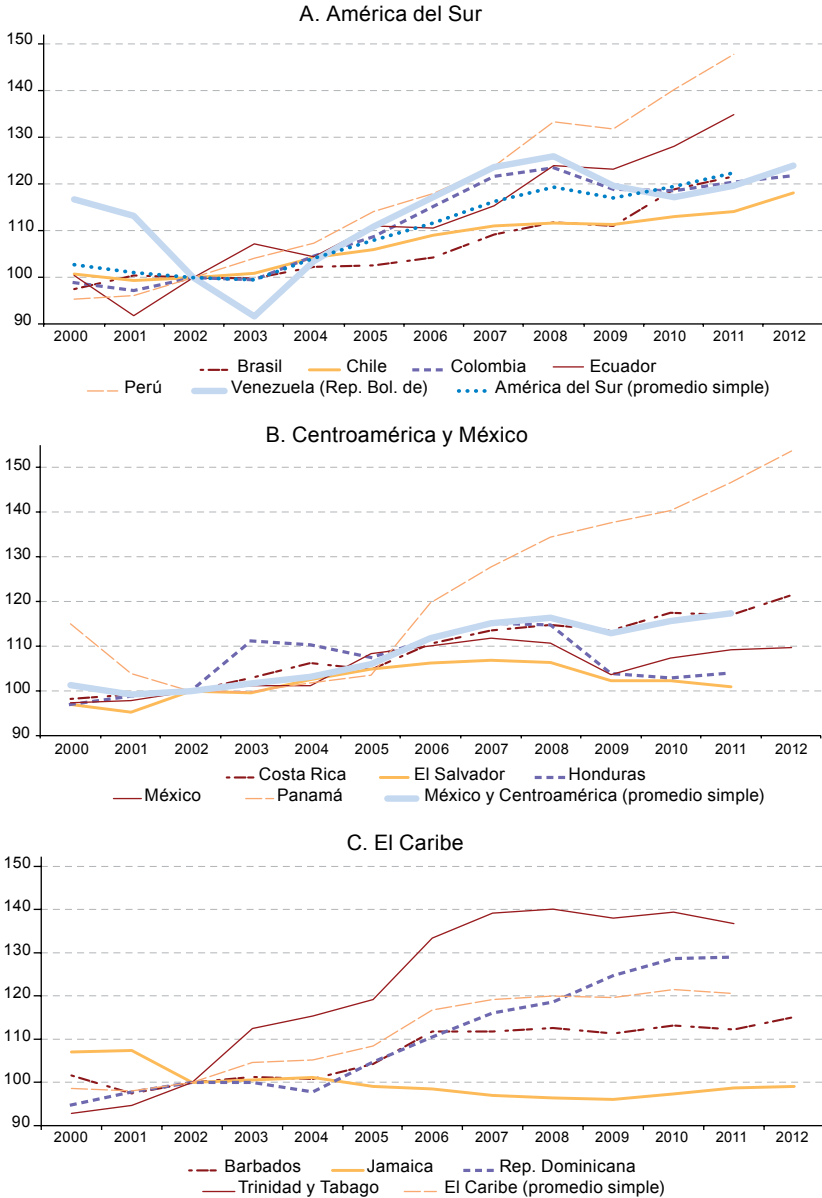 A. América del Sur
150
140
130
120
110
100
90
2000 2001 2002 2003 2004 2005 2006 2007 2008 2009 2010 2011 2012
Brasil Chile Colombia Ecuador
Perú Venezuela (Rep. Bol. de) América del Sur (promedio simple)
B. Centroamérica y México
150
140
130
120
110
100
90
2000 2001 2002 2003 2004 2005 2006 2007 2008 2009 2010 2011 2012
Costa Rica El Salvador Honduras
México Panamá México y Centroamérica (promedio simple)
C. El Caribe
150
140
130
120
110
100
90
2000 2001 2002 2003 2004 2005 2006 2007 2008 2009 2010 2011 2012
Barbados Jamaica Rep. Dominicana
Trinidad y Tabago El Caribe (promedio simple)